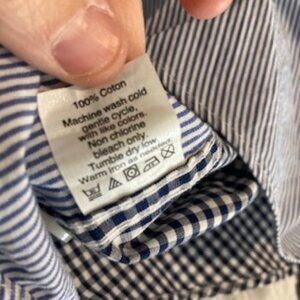 100% Coton
Machine wash cold
gentle cycle,
with like colors.
Non chlorine
bleach only
Tumble dry low
Warm iron as needed